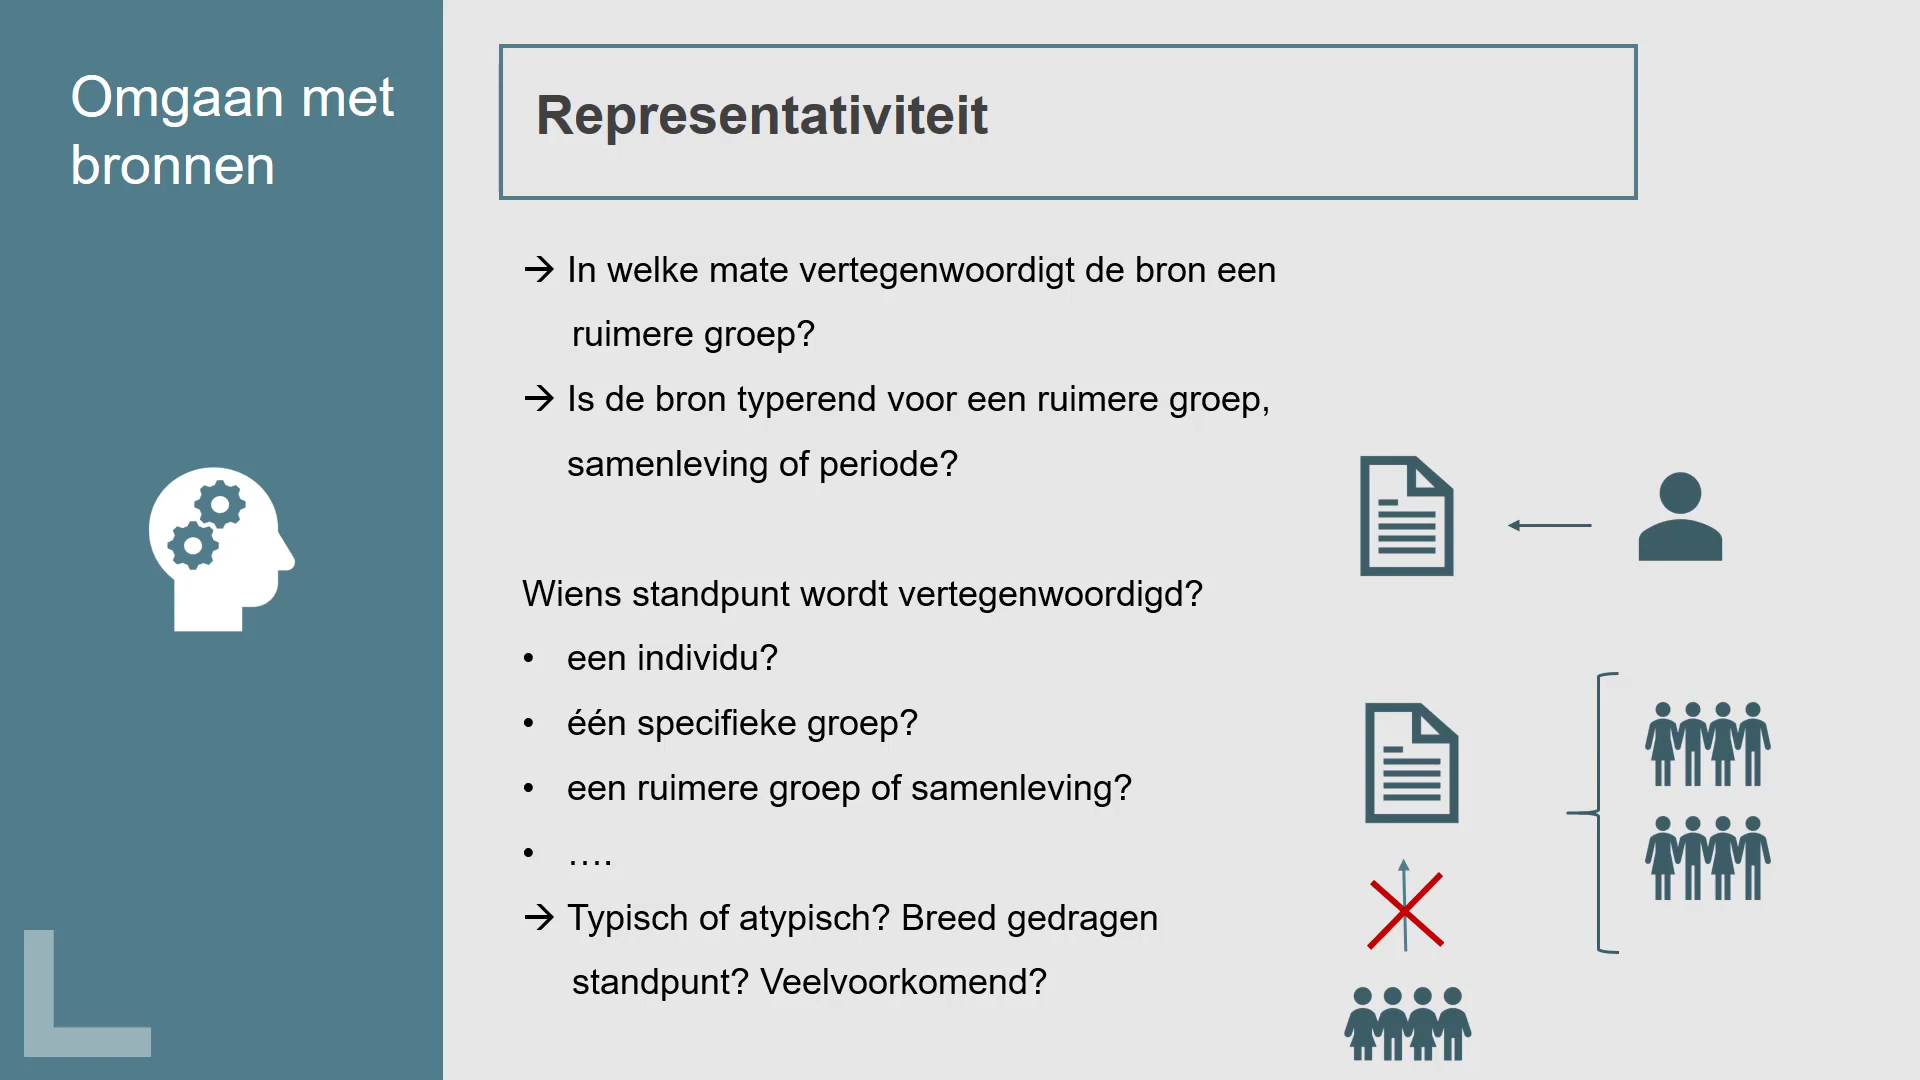 Omgaan met
bronnen
Representativiteit
→ In welke mate vertegenwoordigt de bron een
ruimere groep?
→ Is de bron typerend voor een ruimere groep,
samenleving of periode?
Wiens standpunt wordt vertegenwoordigd?
• een individu?
• één specifieke groep?
• een ruimere groep of samenleving?
• ….
→ Typisch of atypisch? Breed gedragen
standpunt? Veelvoorkomend?